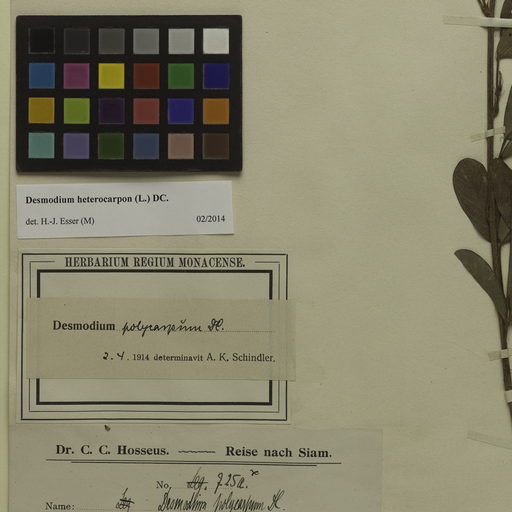 Desmodium heterocarpon (L.) DC.
det. H.-J. Esser (M) 02/2014
HERBARIUM REGIUM MONACENSE.
Desmodium polycarpum DC.
2.4. 1914 determinavit A. K. Schindler.
Dr. C. C. Hosseus. Reise nach Siam.
No. 725a.
Name: Desmodium polycarpum DC.